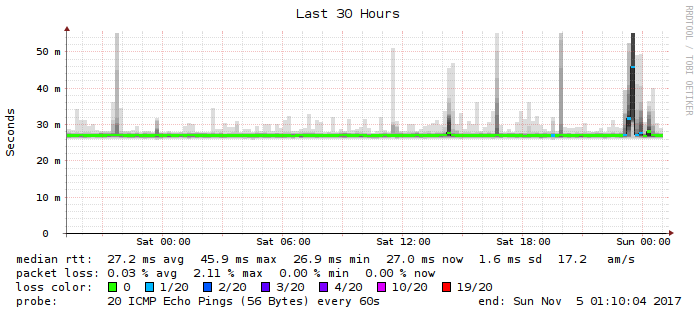 Last 30 Hours
RRDTOOL / TOBI OETIKER
Seconds
50 m
40 m
30 m
20 m
10 m
0
Sat 00:00 Sat 06:00 Sat 12:00 Sat 18:00 Sun 00:00
median rtt: 27.2 ms avg 45.9 ms max 26.9 ms min 27.0 ms now 1.6 ms sd 17.2 am/s
packet loss: 0.03 % avg 2.11 % max 0.00 % min 0.00 % now
loss color: 0 1/20 2/20 3/20 4/20 10/20 19/20
probe: 20 ICMP Echo Pings (56 Bytes) every 60s end: Sun Nov 5 01:10:04 2017